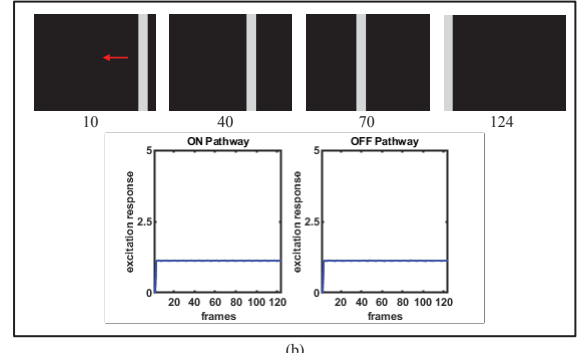 10 40 70 124
ON Pathway OFF Pathway
5 5
excitation response excitation response
2.5 2.5
0 0
20 40 60 80 100 120 20 40 60 80 100 120
frames frames
(b)